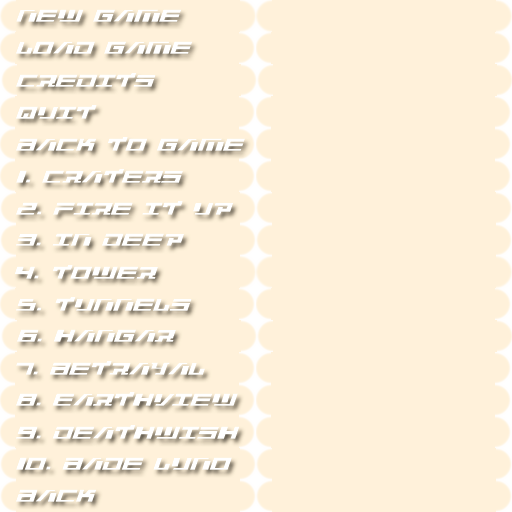 NEW GAME
LOAD GAME
CREDITS
QUIT
BACK TO GAME
1. CRATERS
2. FIRE IT UP
3. IN DEEP
4. TOWER
5. TUNNELS
6. HANGAR
7. BETRAYAL
8. EARTHVIEW
9. DEATHWISH
10. BADE LUND
BACK